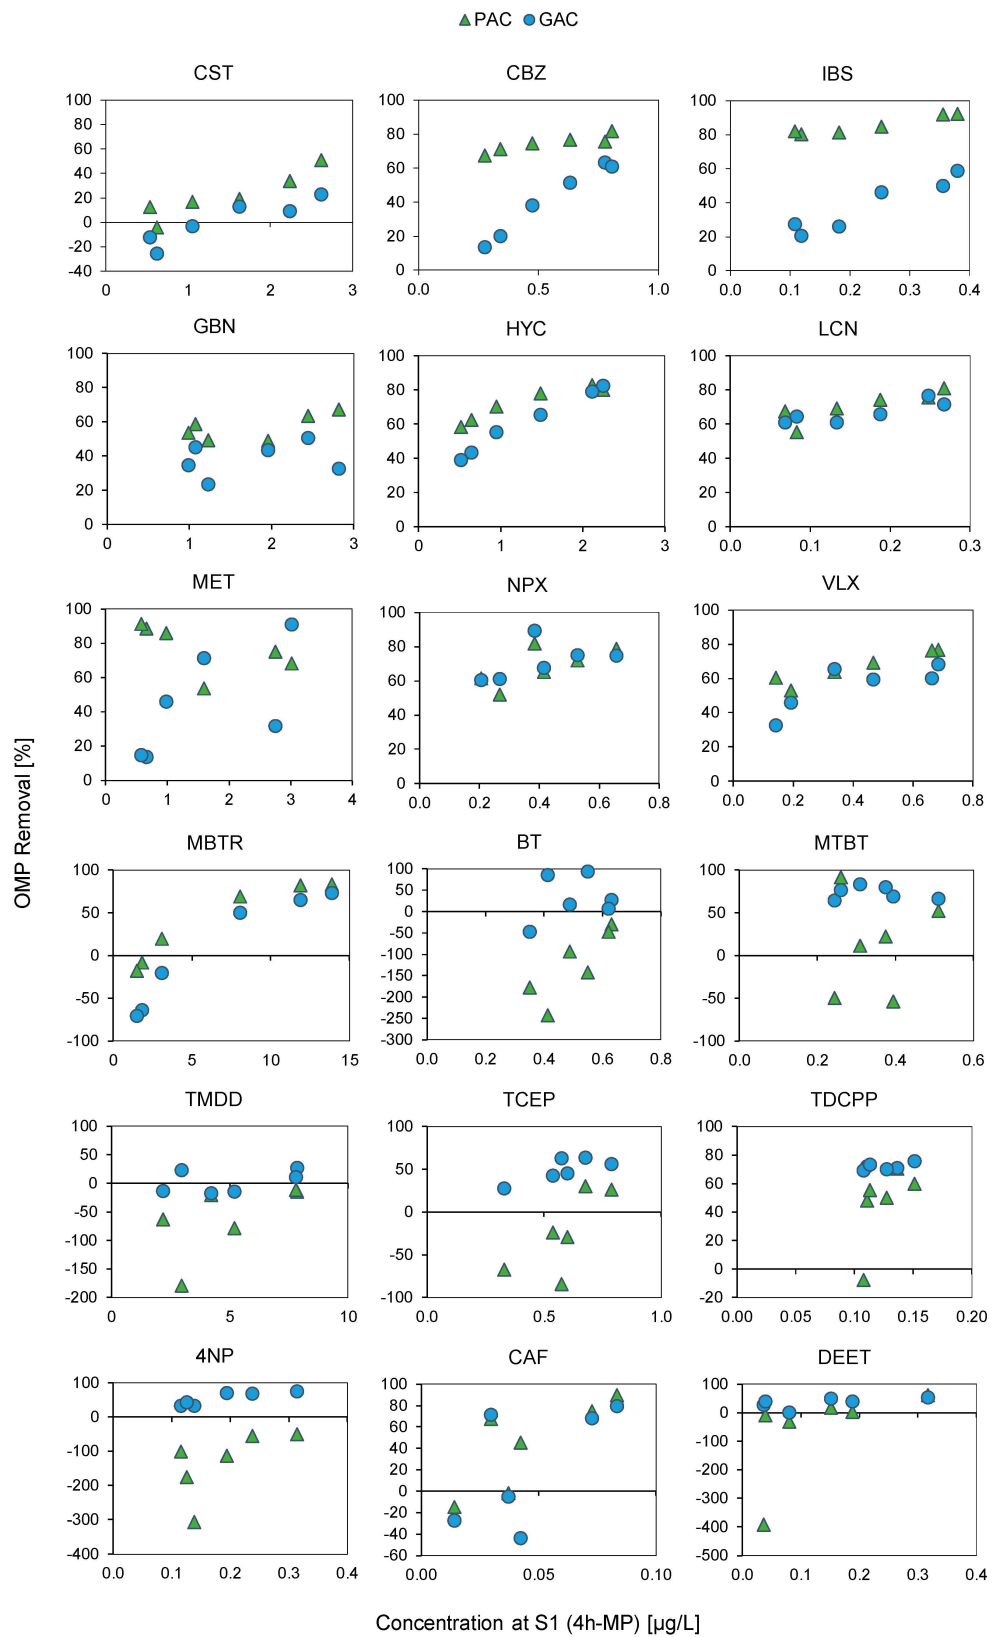 PAC GAC
CST CBZ IBS
100 100 100
80 80 80
60 60 60
40 40 40
20 20 20
0 0 0
-20
-40
0 1 2 3 0.0 0.5 1.0 0.0 0.1 0.2 0.3 0.4
GBN HYC LCN
100 100 100
80 80 80
60 60 60
40 40 40
20 20 20
0 0 0
0 1 2 3 0 1 2 3 0.0 0.1 0.2 0.3
MET NPX VLX
100 100 100
80 80 80
60 60 60
40 40 40
20 20 20
0 0 0
0 1 2 3 4 0.0 0.2 0.4 0.6 0.8 0.0 0.2 0.4 0.6 0.8
OMP Removal [%]
MBTR BT MTBT
100 100 100
50 50 50
0 0 0
-50 -50 -50
-100 -100 -100
-150
-200
-250
-300
0 5 10 15 0.0 0.2 0.4 0.6 0.8 0.0 0.2 0.4 0.6
TMDD TCEP TDCPP
100 100 100
50 50 80
0 0 60
-50 -50 40
-100 -100 20
-150 0
-200 -20
0 5 10 0.0 0.5 1.0 0.00 0.05 0.10 0.15 0.20
4NP CAF DEET
100 100 100
0 80 0
-100 60 -100
-200 40 -200
-300 20 -300
-400 0 -400
-20 -500
-40
-60
0.0 0.1 0.2 0.3 0.4 0.00 0.05 0.10 0.0 0.1 0.2 0.3 0.4
Concentration at S1 (4h-MP) [µg/L]